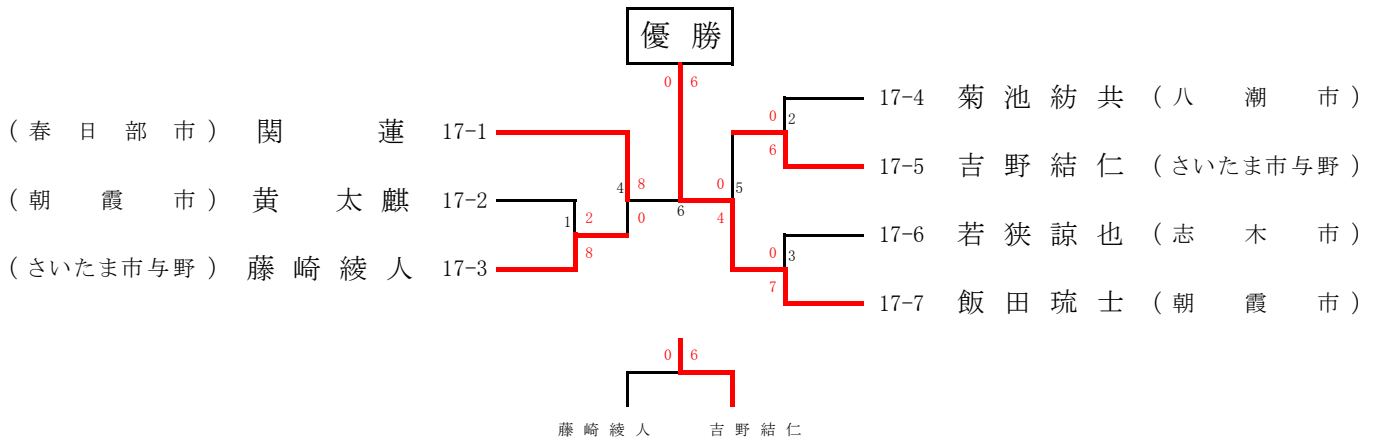 優勝
0 6
17-4 菊池紡共 (八潮市)
0 2
(春日部市) 関蓮 17-1
6
17-5 吉野結仁 (さいたま市与野)
4 8 0 5
(朝霞市) 黄太麒 17-2
6
1 2 0 4
17-6 若狭諒也 (志木市)
8 0 3
(さいたま市与野) 藤崎綾人 17-3
7
17-7 飯田琉士 (朝霞市)
0 6
藤崎綾人 吉野結仁